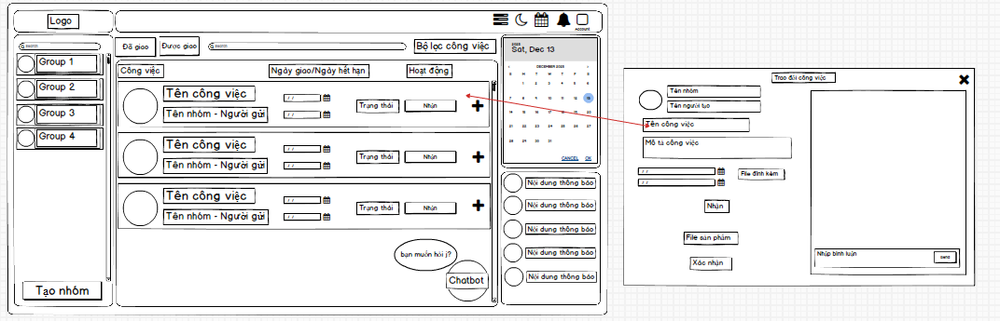 Logo
Account
search
Group 1
Group 2
Group 3
Group 4
Tạo nhóm
Đã giao
Được giao
search
Bộ lọc công việc
Công việc
Ngày giao/Ngày hết hạn
Hoạt động
Tên công việc
Tên nhóm - Người gửi
/ /
/ /
Trạng thái
Nhận
Tên công việc
Tên nhóm - Người gửi
/ /
/ /
Trạng thái
Nhận
Tên công việc
Tên nhóm - Người gửi
/ /
/ /
Trạng thái
Nhận
bạn muốn hỏi j?
Chatbot
2025
Sat, Dec 13
DECEMBER 2025
S M T W T F S
1 2 3 4 5 6
7 8 9 10 11 12 13
14 15 16 17 18 19 20
21 22 23 24 25 26 27
28 29 30 31
CANCEL OK
Nội dung thông báo
Nội dung thông báo
Nội dung thông báo
Nội dung thông báo
Nội dung thông báo
Trao đổi công việc
Tên nhóm
Tên người tạo
Tên công việc
Mô tả công việc
/ /
/ /
File đính kèm
Nhận
File sản phẩm
Xác nhận
Nhập bình luận
send